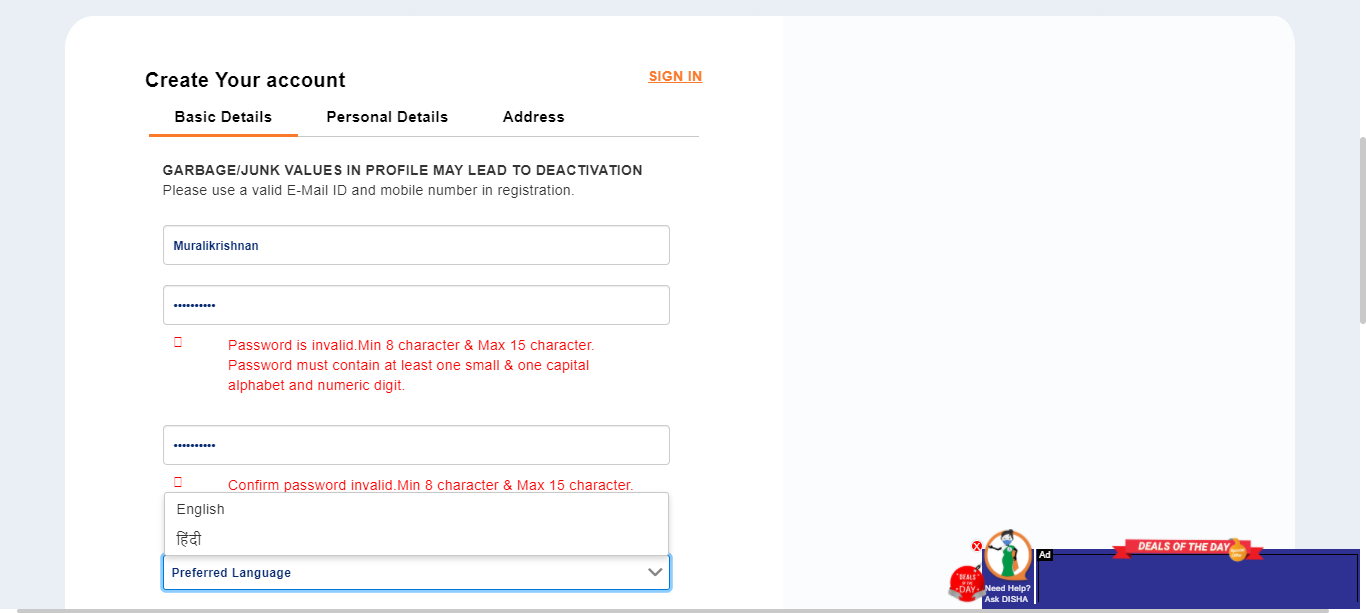 Create Your account
SIGN IN
Basic Details
Personal Details
Address
GARBAGE/JUNK VALUES IN PROFILE MAY LEAD TO DEACTIVATION
Please use a valid E-Mail ID and mobile number in registration.
Muralikrishnan
••••••••••
Password is invalid.Min 8 character & Max 15 character.
Password must contain at least one small & one capital
alphabet and numeric digit.
••••••••••
Confirm password invalid.Min 8 character & Max 15 character.
English
हिंदी
Preferred Language
DEALS OF THE DAY
Ad
DEALS
OF THE
DAY
Need Help?
Ask DISHA